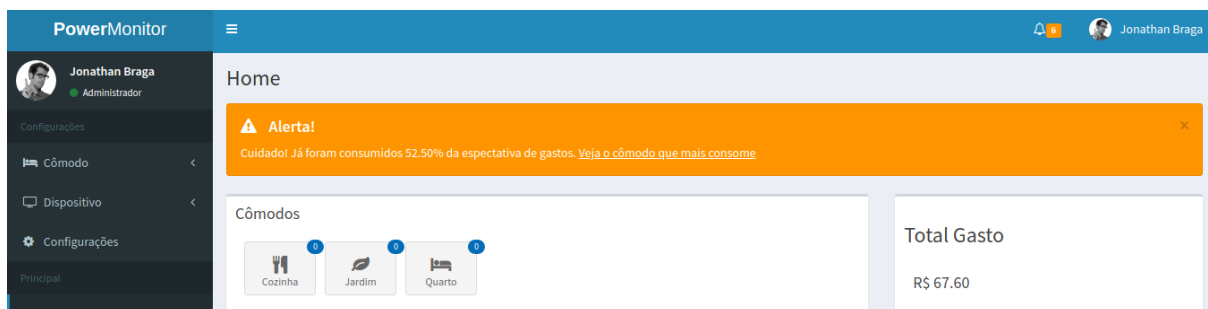 PowerMonitor
6
Jonathan Braga
Jonathan Braga
Administrador
Configurações
Cômodo
Dispositivo
Configurações
Principal
Home
Alerta!
×
Cuidado! Já foram consumidos 52.50% da espectativa de gastos. Veja o cômodo que mais consome
Cômodos
0 0 0
Cozinha Jardim Quarto
Total Gasto
R$ 67.60